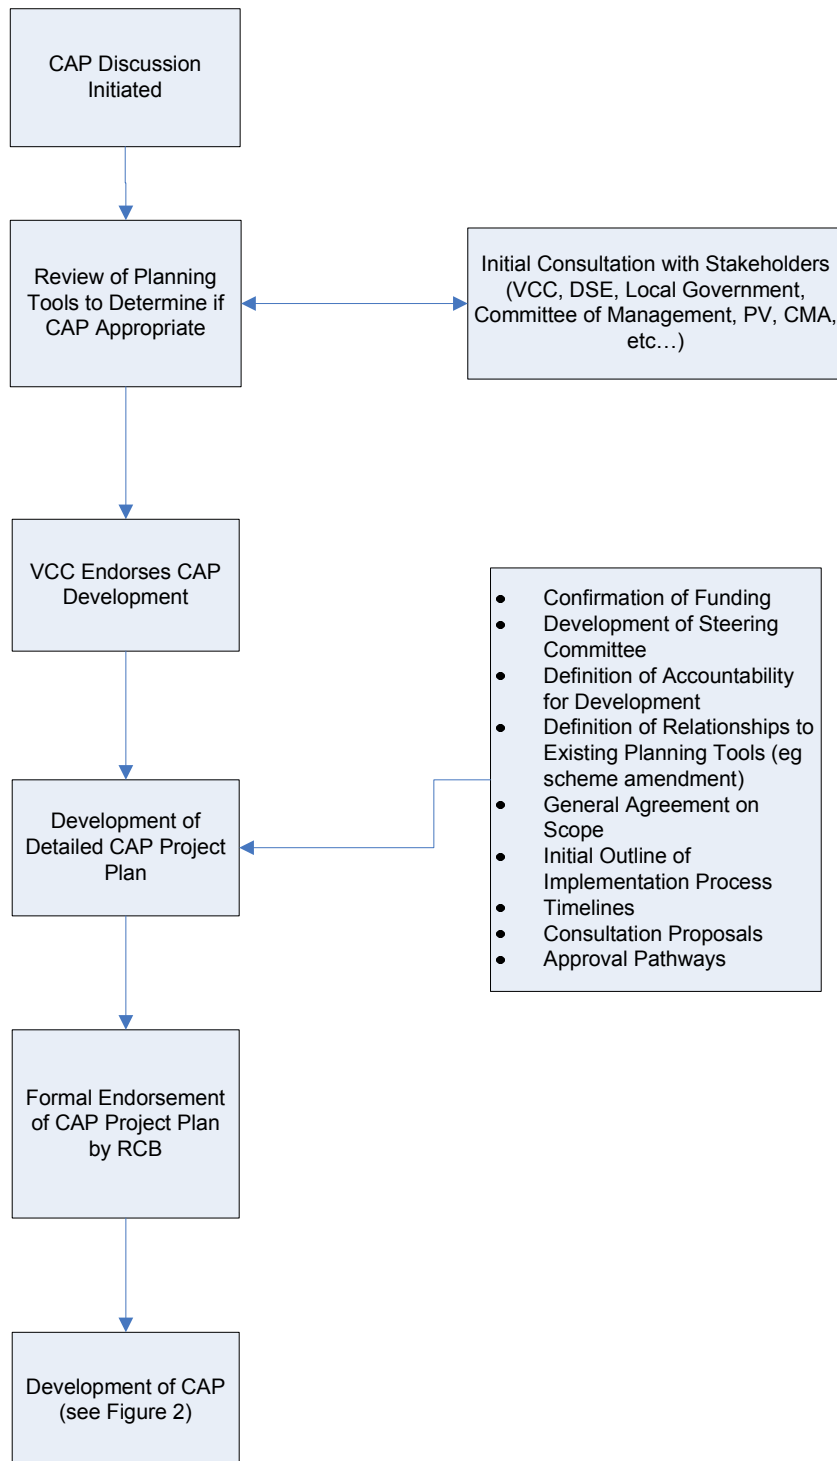 CAP Discussion
Initiated
Review of Planning
Tools to Determine if
CAP Appropriate
Initial Consultation with Stakeholders
(VCC, DSE, Local Government,
Committee of Management, PV, CMA,
etc…)
VCC Endorses CAP
Development
• Confirmation of Funding
• Development of Steering
Committee
• Definition of Accountability
for Development
• Definition of Relationships to
Existing Planning Tools (eg
scheme amendment)
• General Agreement on
Scope
• Initial Outline of
Implementation Process
• Timelines
• Consultation Proposals
• Approval Pathways
Development of
Detailed CAP Project
Plan
Formal Endorsement
of CAP Project Plan
by RCB
Development of CAP
(see Figure 2)